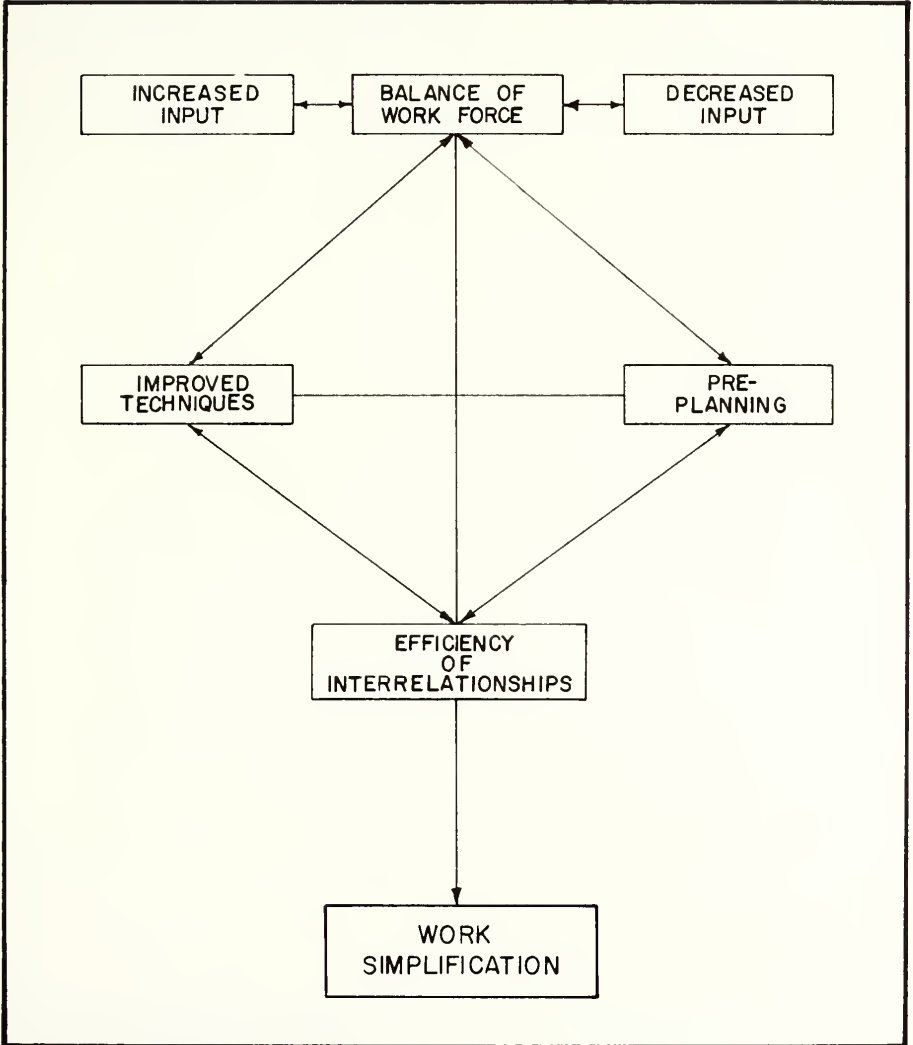 INCREASED
INPUT
BALANCE OF
WORK FORCE
DECREASED
INPUT
IMPROVED
TECHNIQUES
PRE-
PLANNING
EFFICIENCY
OF
INTERRELATIONSHIPS
WORK
SIMPLIFICATION